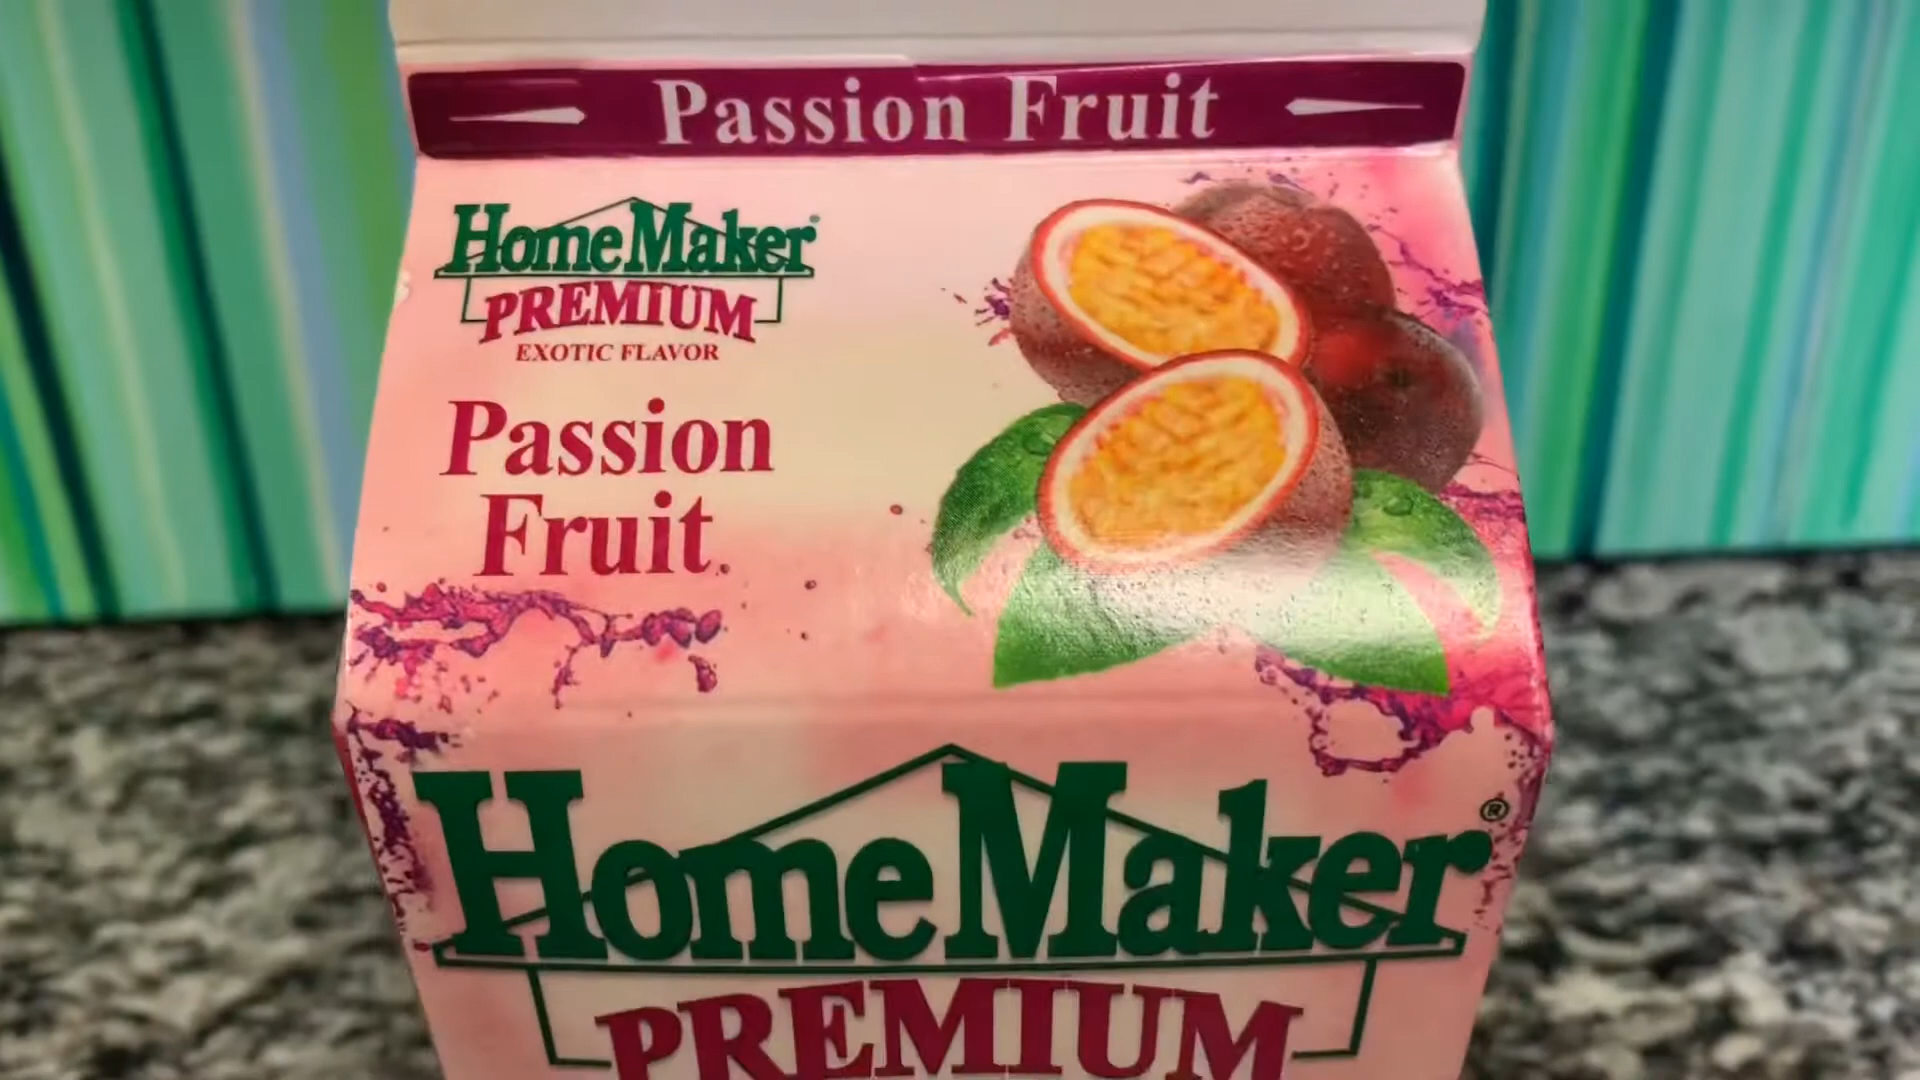 Passion Fruit
HomeMaker®
PREMIUM
EXOTIC FLAVOR
Passion
Fruit
HomeMaker®
PREMIUM